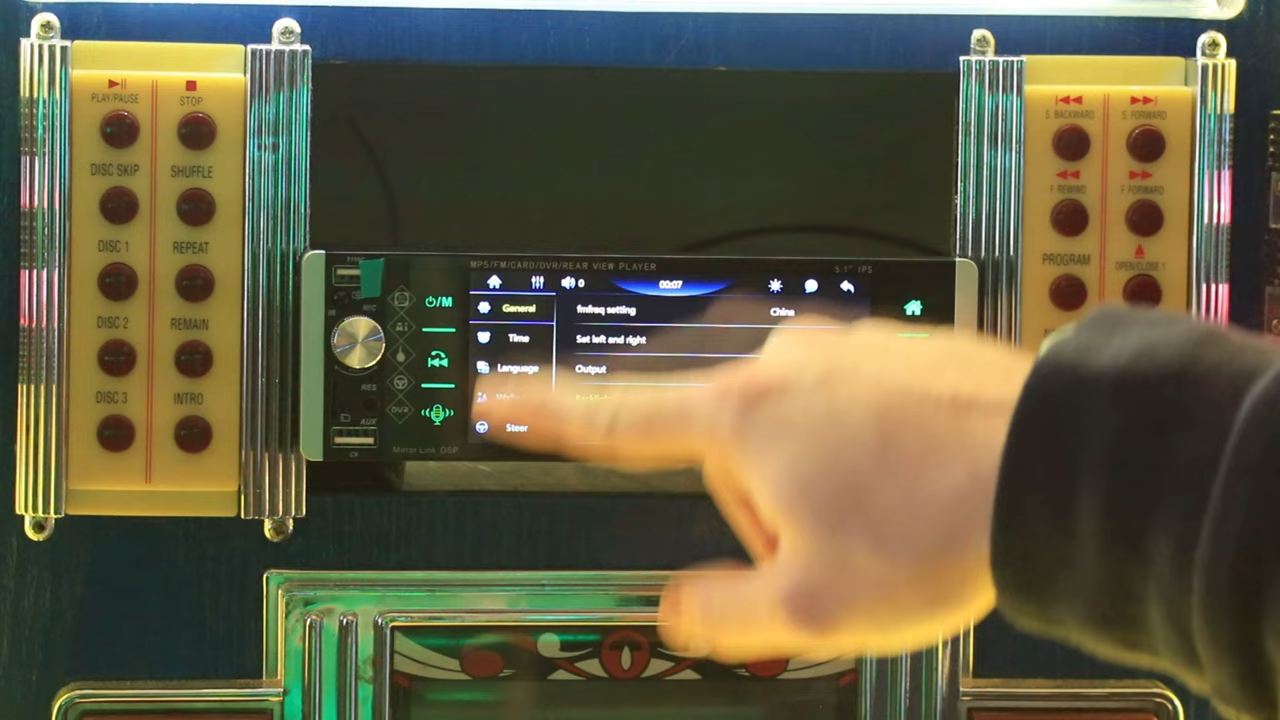 PLAY/PAUSE STOP
DISC SKIP SHUFFLE
DISC 1 REPEAT
DISC 2 REMAIN
DISC 3 INTRO
MP5/FM/CARD/DVR/REAR VIEW PLAYER
5.1" IPS
MIC
RES
AUX
DVR
Mirror Link DSP
⏻/M
0
00:07
General
Time
Language
Steer
fmfreq setting China
Set left and right
Output
S. BACKWARD S. FORWARD
F. REWIND F. FORWARD
PROGRAM OPEN/CLOSE 1